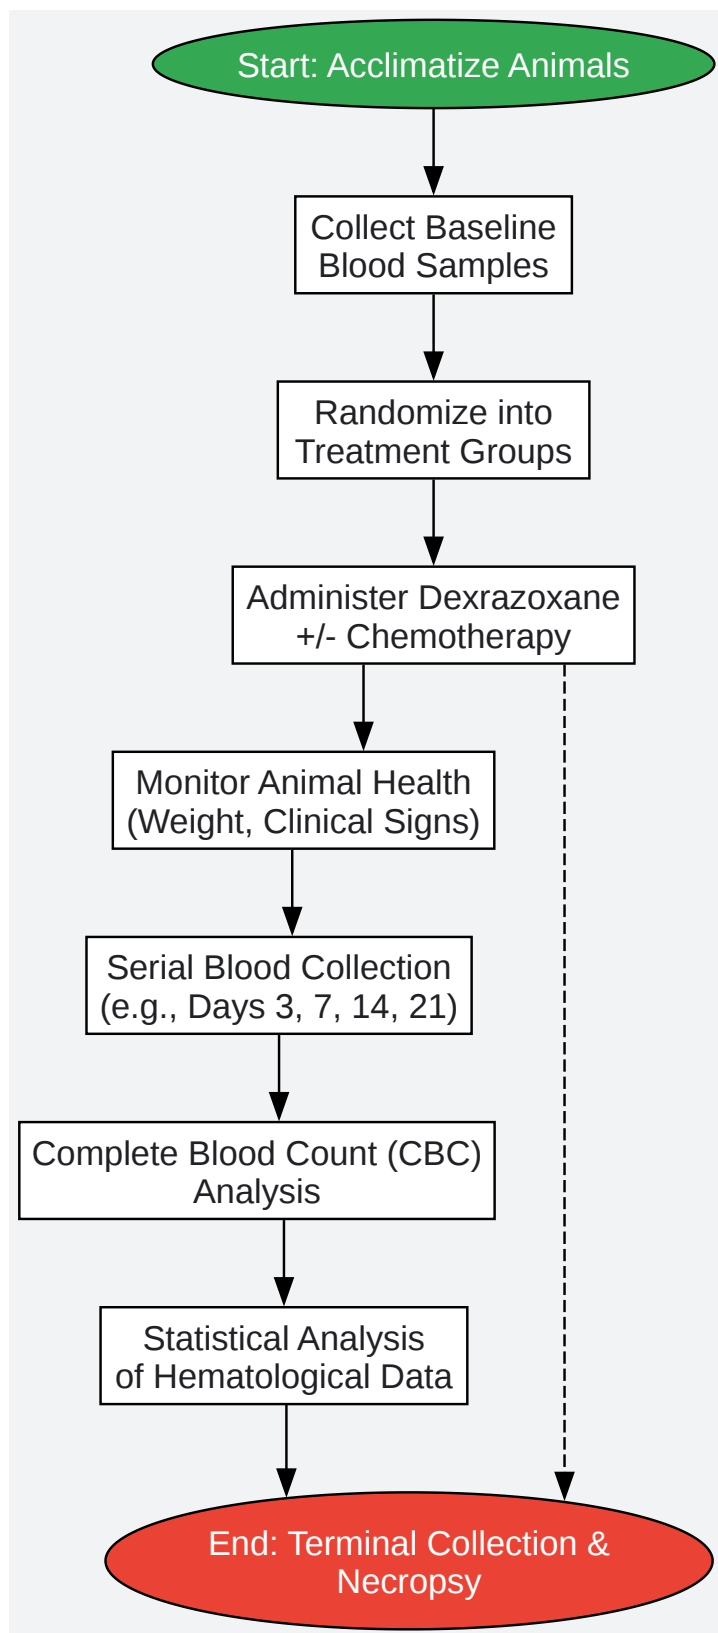 Start: Acclimatize Animals
Collect Baseline
Blood Samples
Randomize into
Treatment Groups
Administer Dexrazoxane
+/- Chemotherapy
Monitor Animal Health
(Weight, Clinical Signs)
Serial Blood Collection
(e.g., Days 3, 7, 14, 21)
Complete Blood Count (CBC)
Analysis
Statistical Analysis
of Hematological Data
End: Terminal Collection &
Necropsy